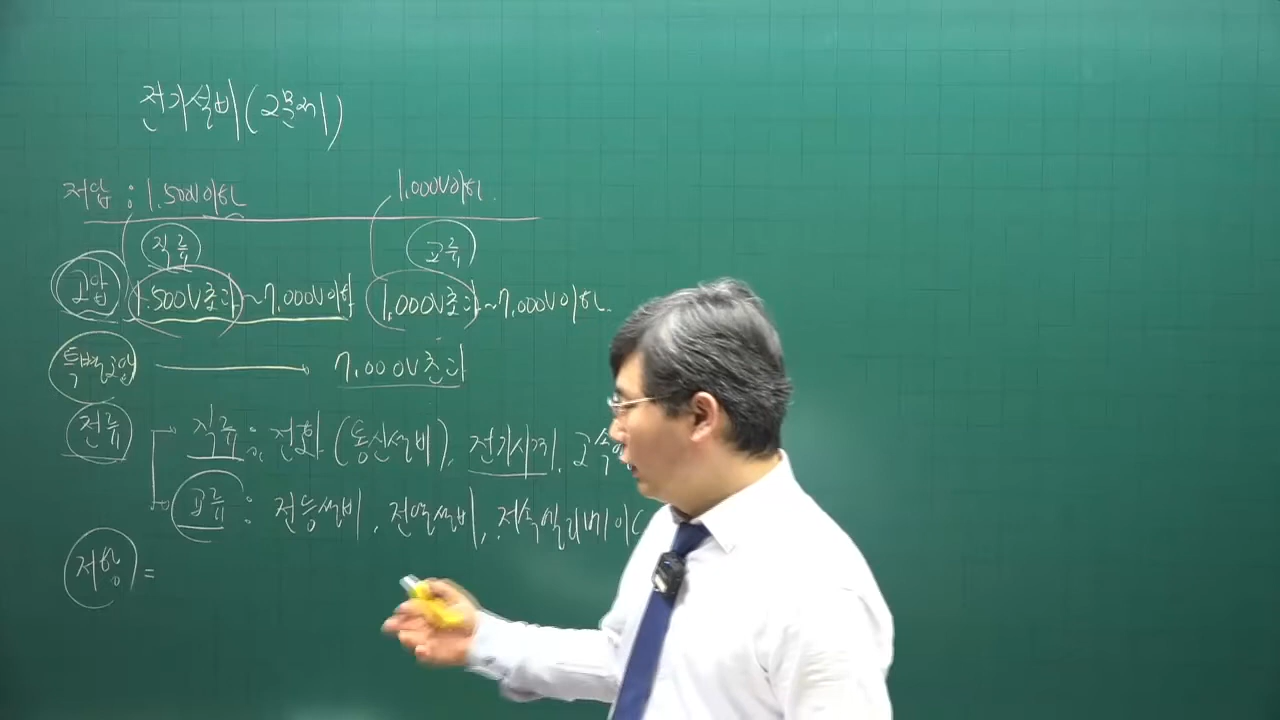 전기설비(2문제)
저압 : 1.500V이하 1.000V이하.
직류 교류
고압 1.500V초과~7.000V이하 1.000V초과~7.000V이하.
특별고압 → 7.000V초과
전류 직류 : 전화(통신설비), 전기시계, 고속
교류 : 전등설비, 전열설비, 저속엘리베이
저항 =